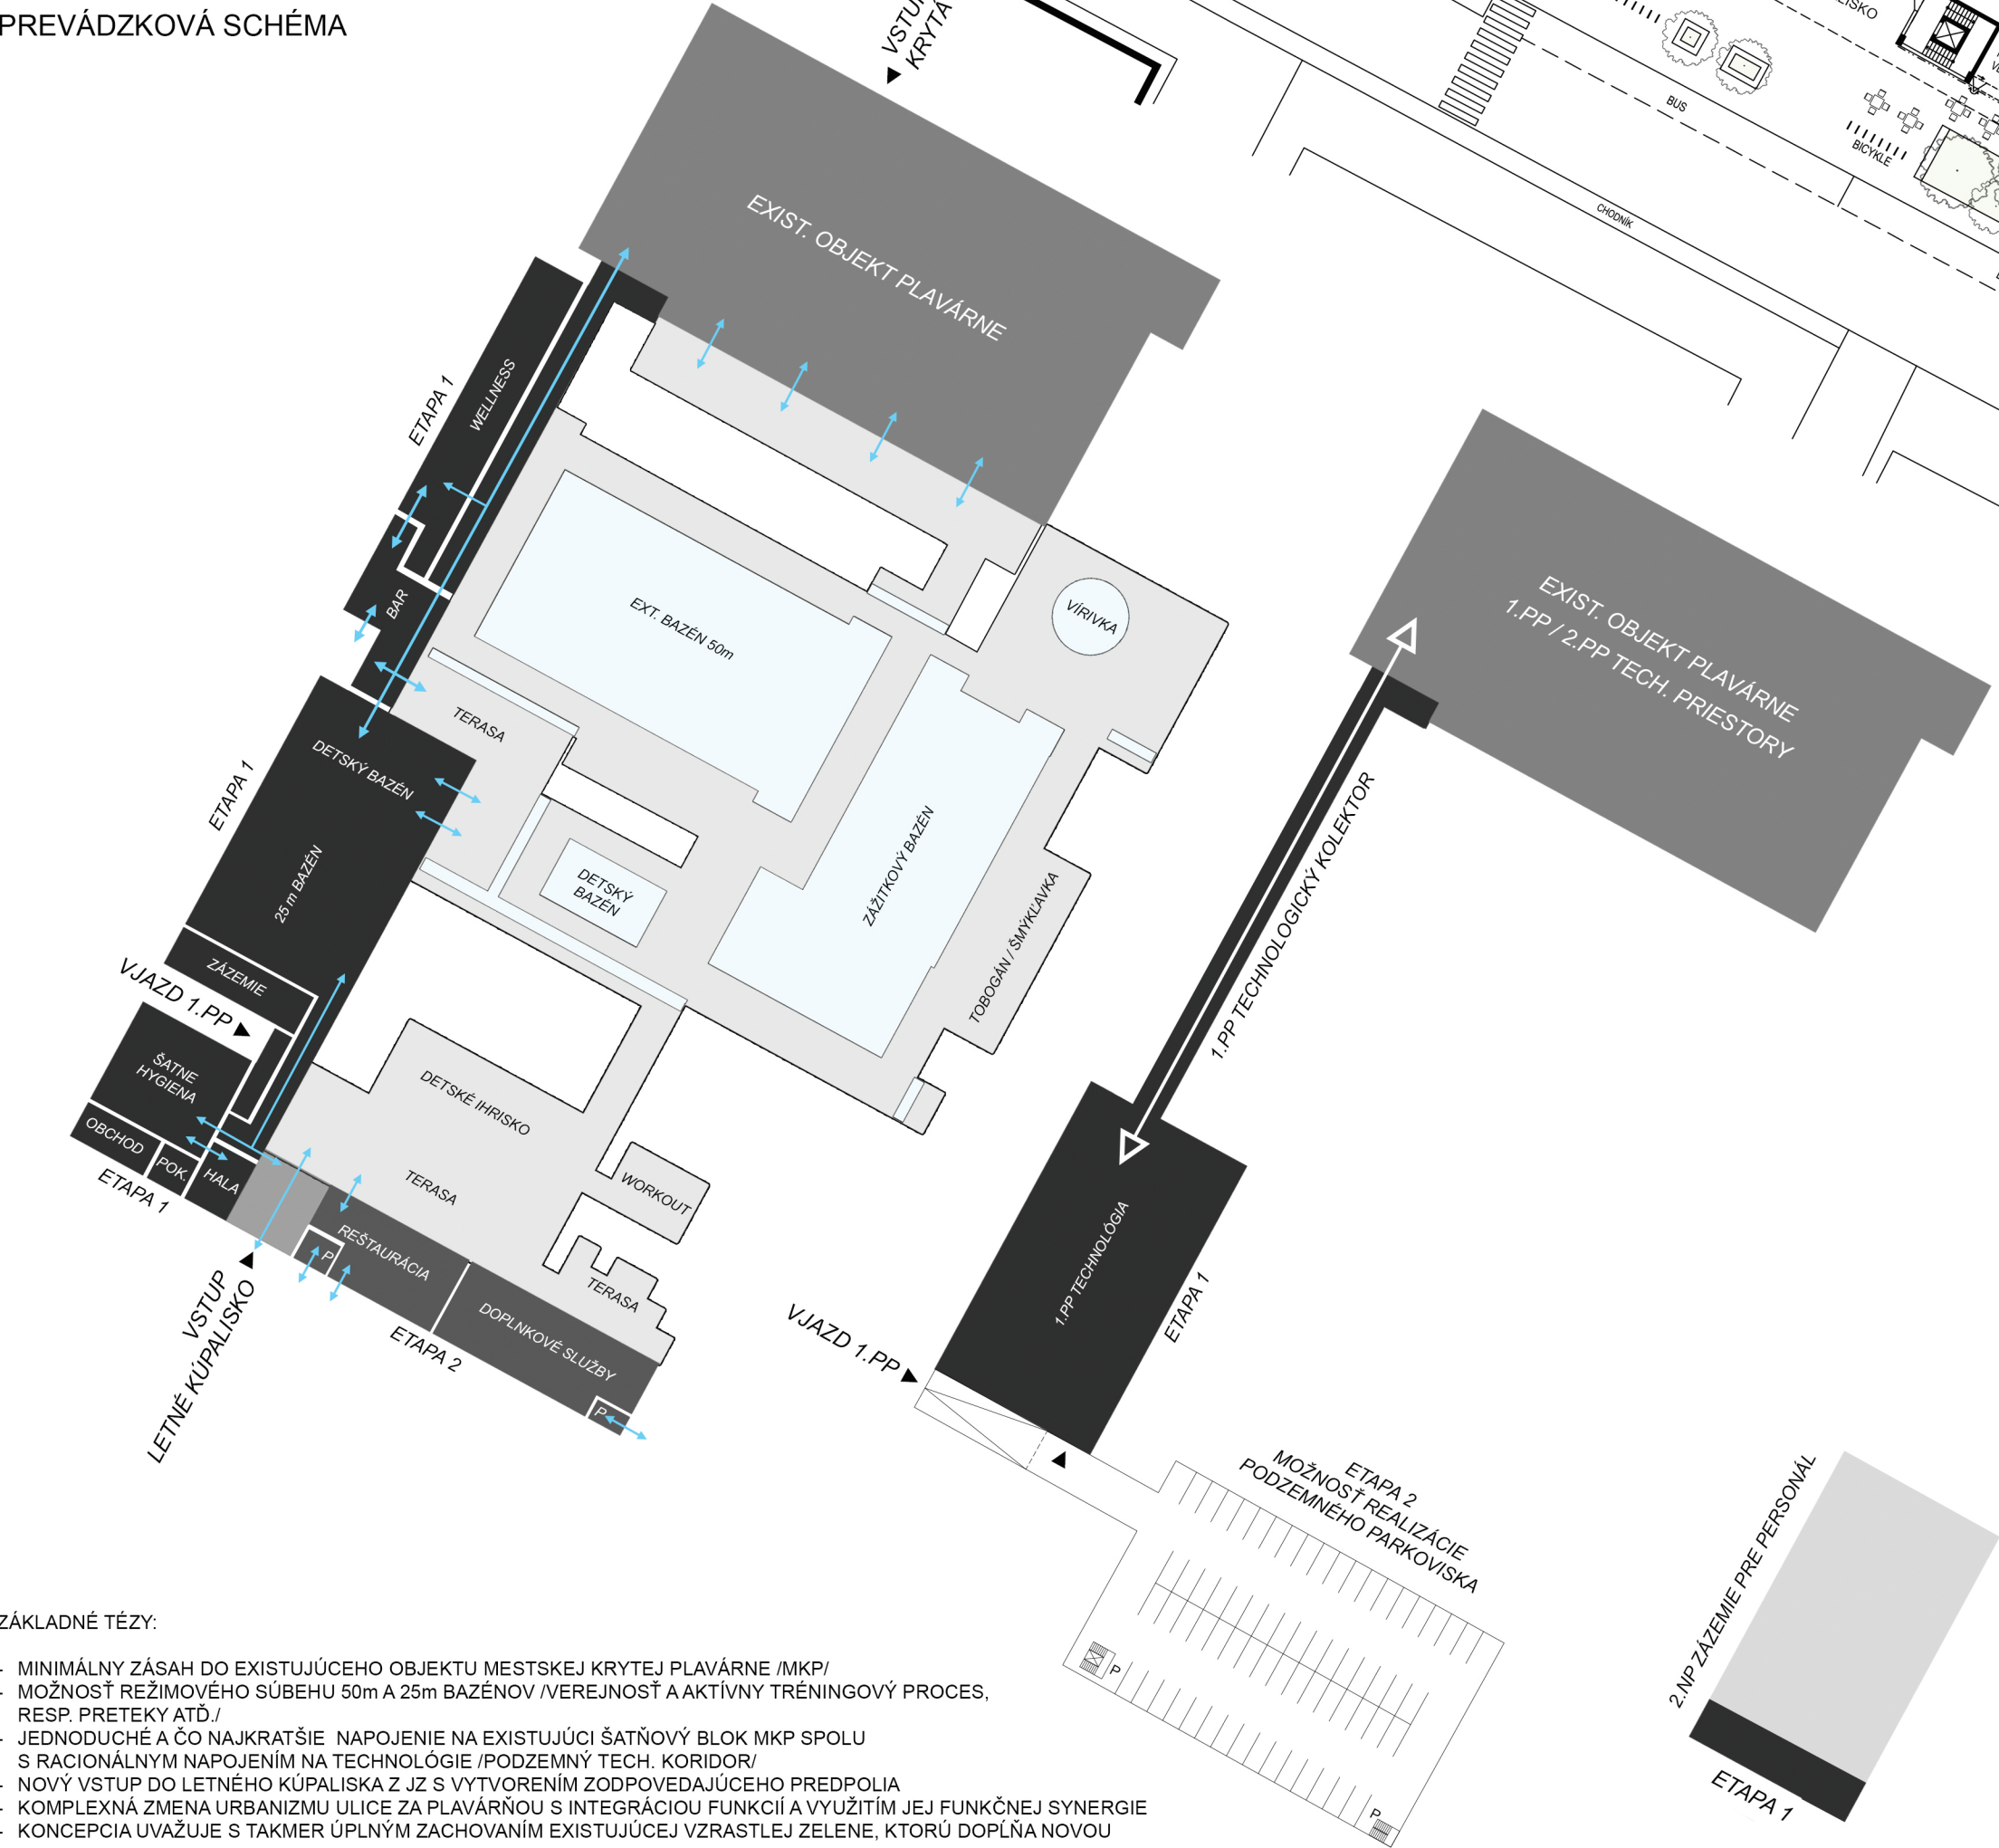 PREVÁDZKOVÁ SCHÉMA
KRYTÁ
BUS
BICYKLE
CHODNÍK
EXIST. OBJEKT PLAVÁRNE
ETAPA 1
WELLNESS
BAR
EXT. BAZÉN 50m
VÍRIVKA
TERASA
DETSKÝ BAZÉN
ETAPA 1
25 m BAZÉN
DETSKÝ
BAZÉN
ZÁŽITKOVÝ BAZÉN
TOBOGÁN / ŠMÝKĽAVKA
ZÁZEMIE
VJAZD 1.PP
ŠATNE
HYGIENA
OBCHOD
POK.
HALA
ETAPA 1
DETSKÉ IHRISKO
TERASA
WORKOUT
REŠTAURÁCIA
P
TERASA
DOPLNKOVÉ SLUŽBY
P
ETAPA 2
VSTUP
LETNÉ KÚPALISKO
EXIST. OBJEKT PLAVÁRNE
1.PP / 2.PP TECH. PRIESTORY
1.PP TECHNOLOGICKÝ KOLEKTOR
1.PP TECHNOLÓGIA
ETAPA 1
VJAZD 1.PP
ETAPA 2
MOŽNOSŤ REALIZÁCIE
PODZEMNÉHO PARKOVISKA
P
P
2.NP ZÁZEMIE PRE PERSONÁL
ETAPA 1
ZÁKLADNÉ TÉZY:
- MINIMÁLNY ZÁSAH DO EXISTUJÚCEHO OBJEKTU MESTSKEJ KRYTEJ PLAVÁRNE /MKP/
- MOŽNOSŤ REŽIMOVÉHO SÚBEHU 50m A 25m BAZÉNOV /VEREJNOSŤ A AKTÍVNY TRÉNINGOVÝ PROCES,
RESP. PRETEKY ATĎ./
- JEDNODUCHÉ A ČO NAJKRATŠIE NAPOJENIE NA EXISTUJÚCI ŠATŇOVÝ BLOK MKP SPOLU
S RACIONÁLNYM NAPOJENÍM NA TECHNOLÓGIE /PODZEMNÝ TECH. KORIDOR/
- NOVÝ VSTUP DO LETNÉHO KÚPALISKA Z JZ S VYTVORENÍM ZODPOVEDAJÚCEHO PREDPOLIA
- KOMPLEXNÁ ZMENA URBANIZMU ULICE ZA PLAVÁRŇOU S INTEGRÁCIOU FUNKCIÍ A VYUŽITÍM JEJ FUNKČNEJ SYNERGIE
- KONCEPCIA UVAŽUJE S TAKMER ÚPLNÝM ZACHOVANÍM EXISTUJÚCEJ VZRASTLEJ ZELENE, KTORÚ DOPĹŇA NOVOU